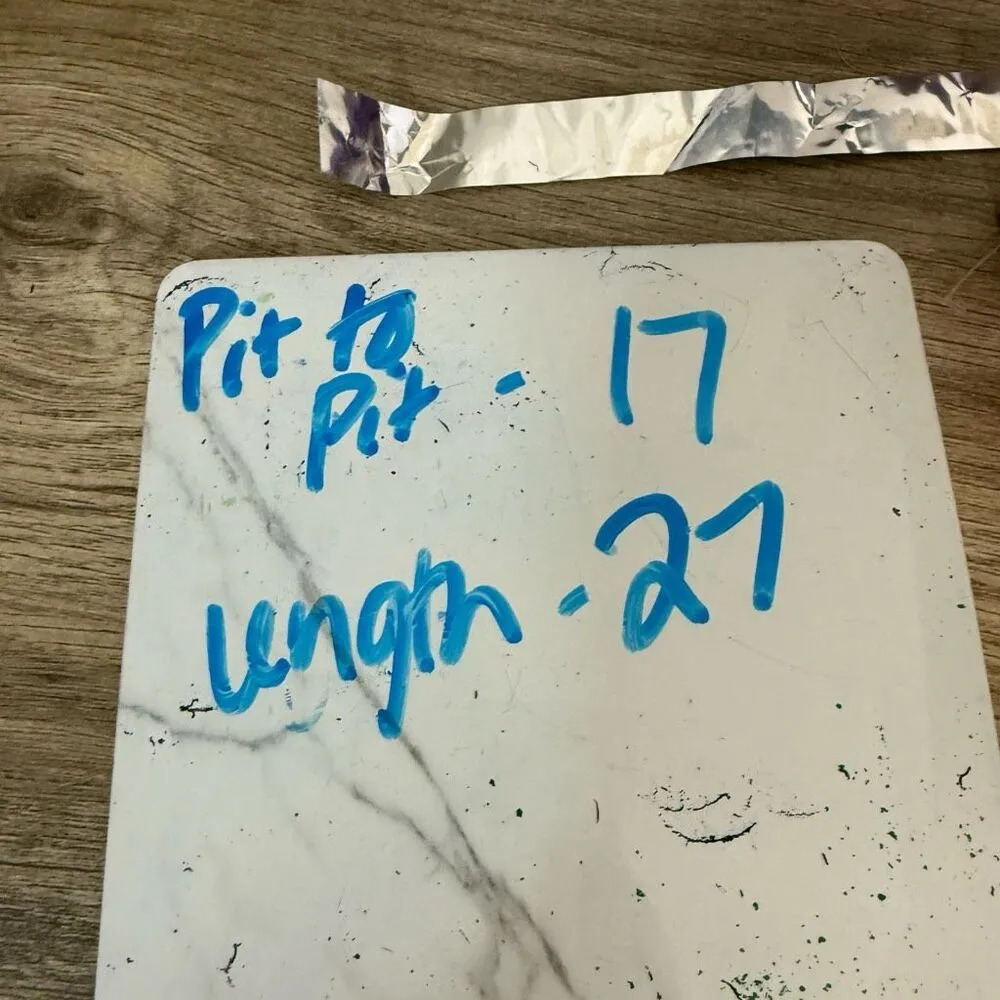 Pit to
Pit - 17
Length - 27